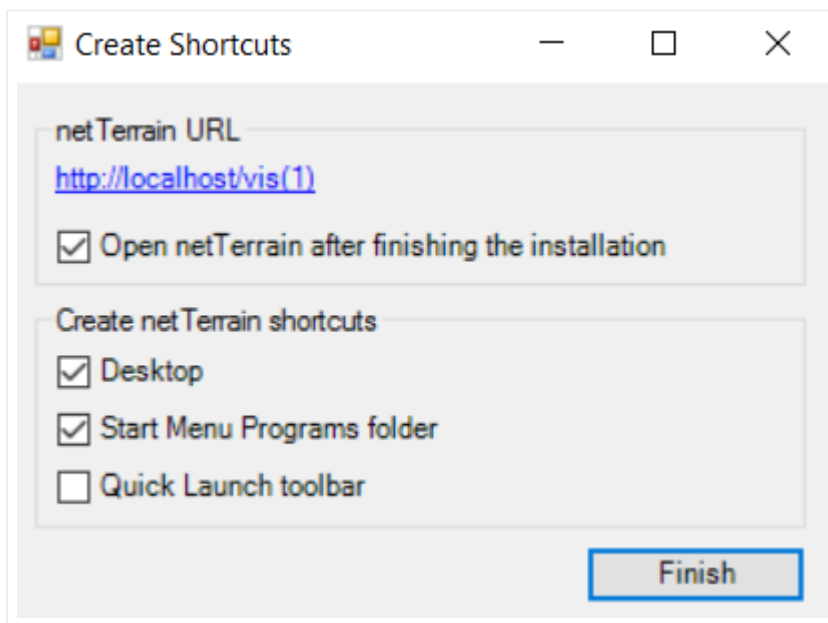 Create Shortcuts
netTerrain URL
http://localhost/vis(1)
Open netTerrain after finishing the installation
Create netTerrain shortcuts
Desktop
Start Menu Programs folder
Quick Launch toolbar
Finish